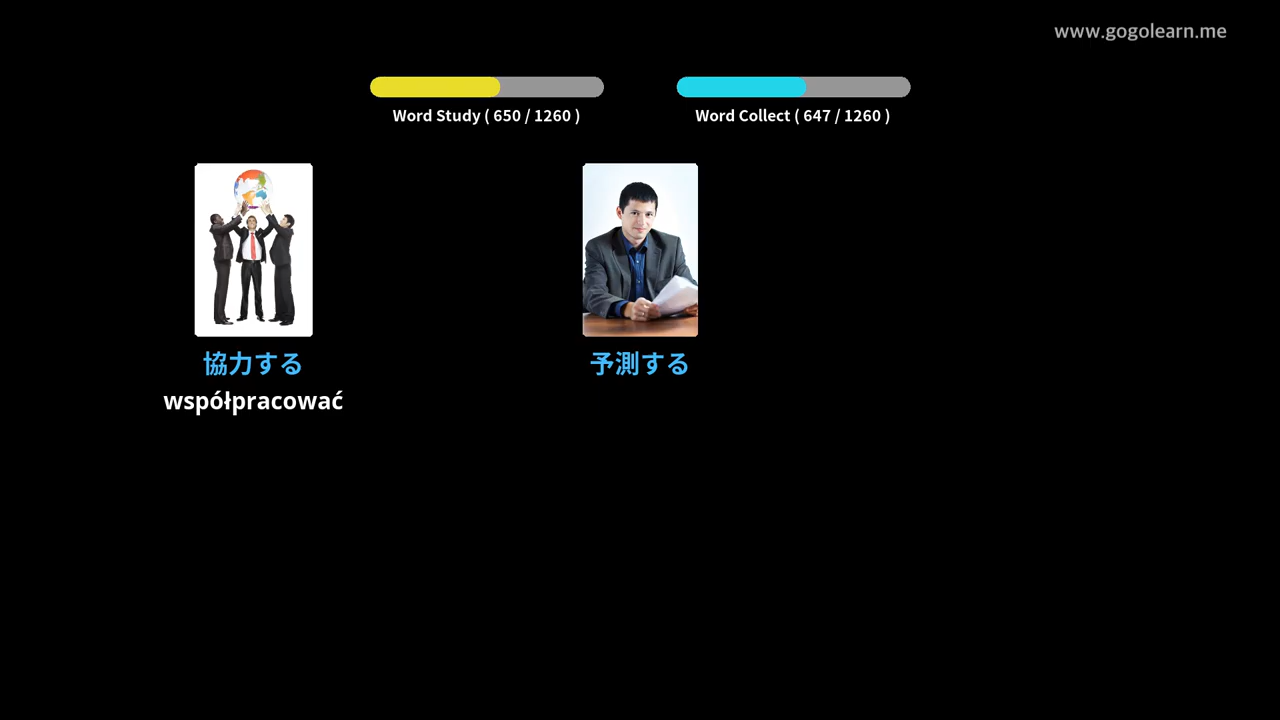 www.gogolearn.me
Word Study ( 650 / 1260 )
Word Collect ( 647 / 1260 )
協力する
予測する
współpracować